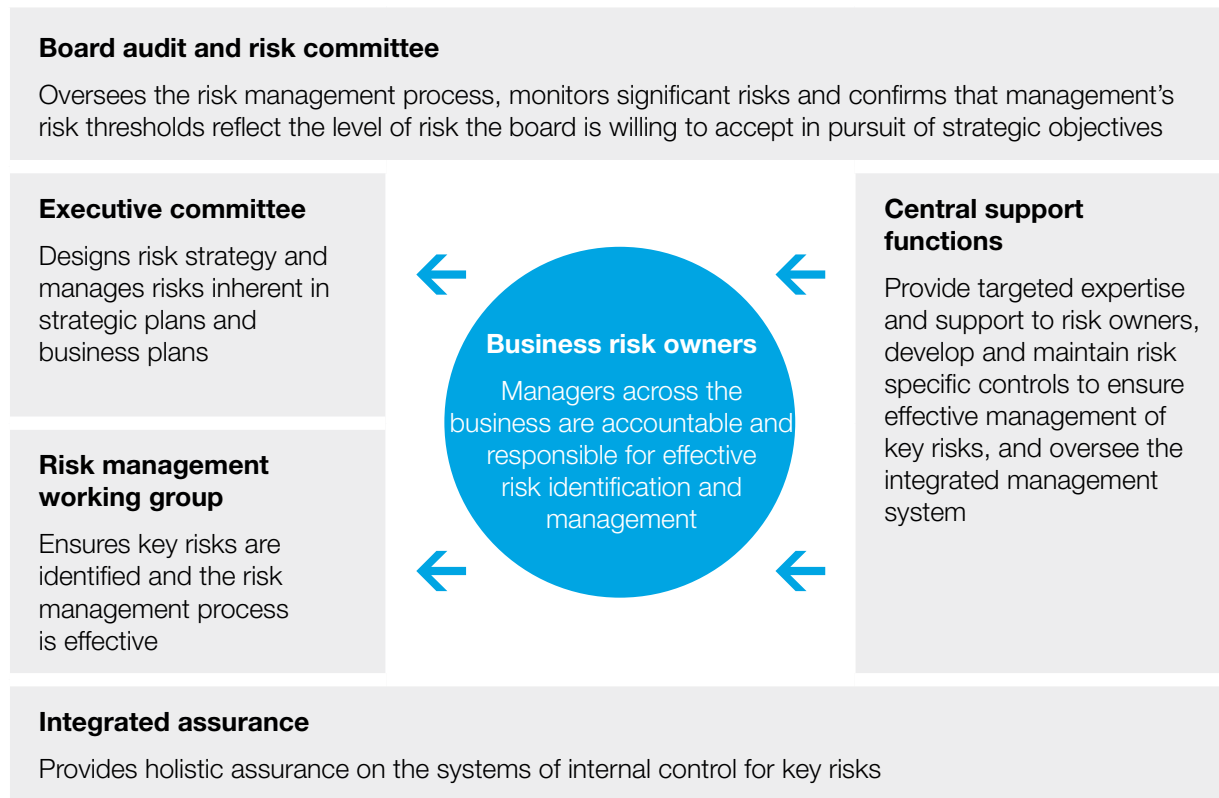 Board audit and risk committee
Oversees the risk management process, monitors significant risks and confirms that management’s
risk thresholds reflect the level of risk the board is willing to accept in pursuit of strategic objectives
Executive committee
Designs risk strategy and
manages risks inherent in
strategic plans and
business plans
Risk management
working group
Ensures key risks are
identified and the risk
management process
is effective
Business risk owners
Managers across the
business are accountable and
responsible for effective
risk identification and
management
Central support
functions
Provide targeted expertise
and support to risk owners,
develop and maintain risk
specific controls to ensure
effective management of
key risks, and oversee the
integrated management
system
Integrated assurance
Provides holistic assurance on the systems of internal control for key risks